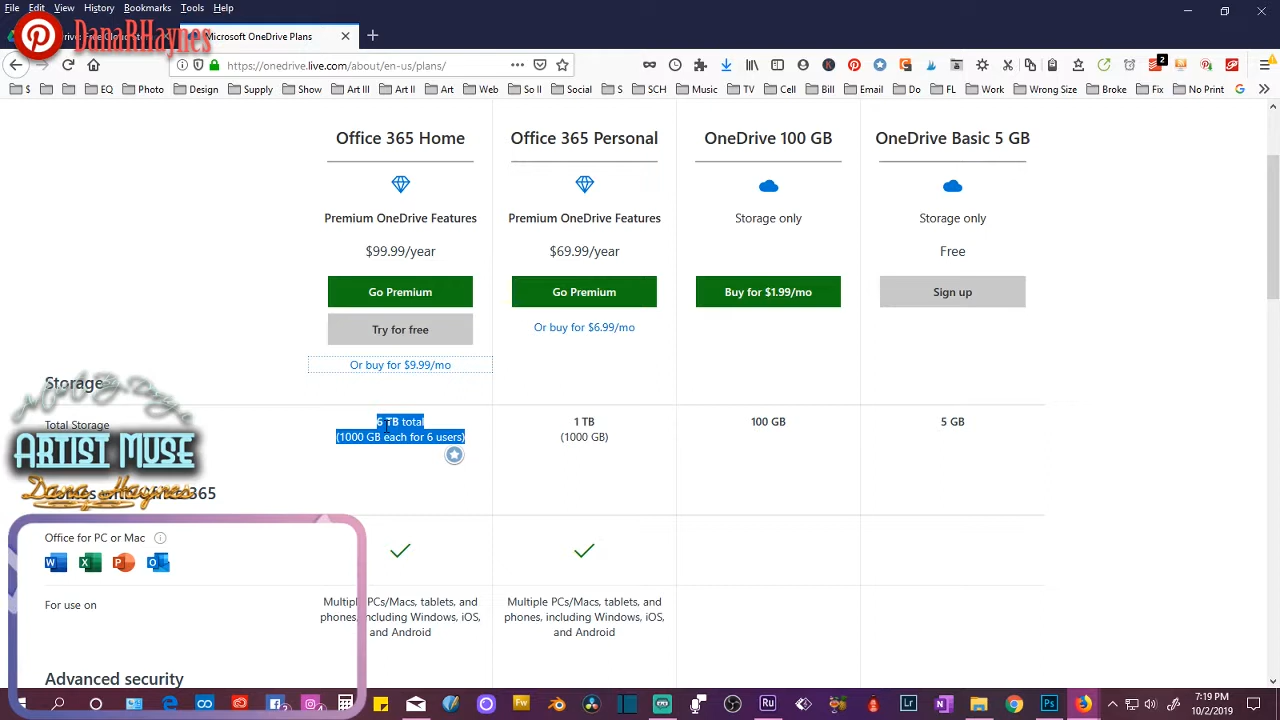 File Edit View History Bookmarks Tools Help
DanaRHaynes
Microsoft OneDrive Plans
https://onedrive.live.com/about/en-us/plans/
$ EQ Photo Design Supply Show Art III Art II Art Web So II Social S SCH Music TV Cell Bill Email Do FL Work Wrong Size Broke Fix No Print
Office 365 Home Office 365 Personal OneDrive 100 GB OneDrive Basic 5 GB
Premium OneDrive Features Premium OneDrive Features Storage only Storage only
$99.99/year $69.99/year Free
Go Premium Go Premium Buy for $1.99/mo Sign up
Try for free Or buy for $6.99/mo
Or buy for $9.99/mo
Storage
Total Storage 6 TB total 1 TB 100 GB 5 GB
(1000 GB each for 6 users) (1000 GB)
ARTIST MUSE
Dana Haynes
365
Office for PC or Mac
For use on Multiple PCs/Macs, tablets, and Multiple PCs/Macs, tablets, and
phones, including Windows, iOS, phones, including Windows, iOS,
and Android and Android
Advanced security
7:19 PM
10/2/2019